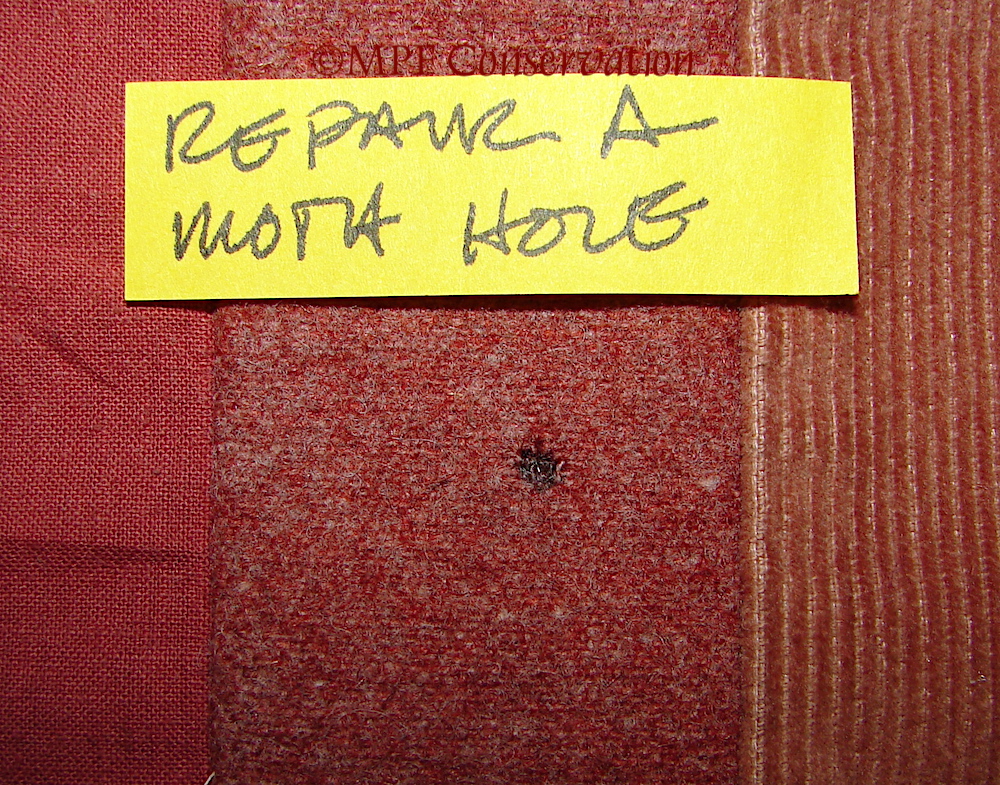 ©MPF Conservation
REPAIR A
MOTH HOLE